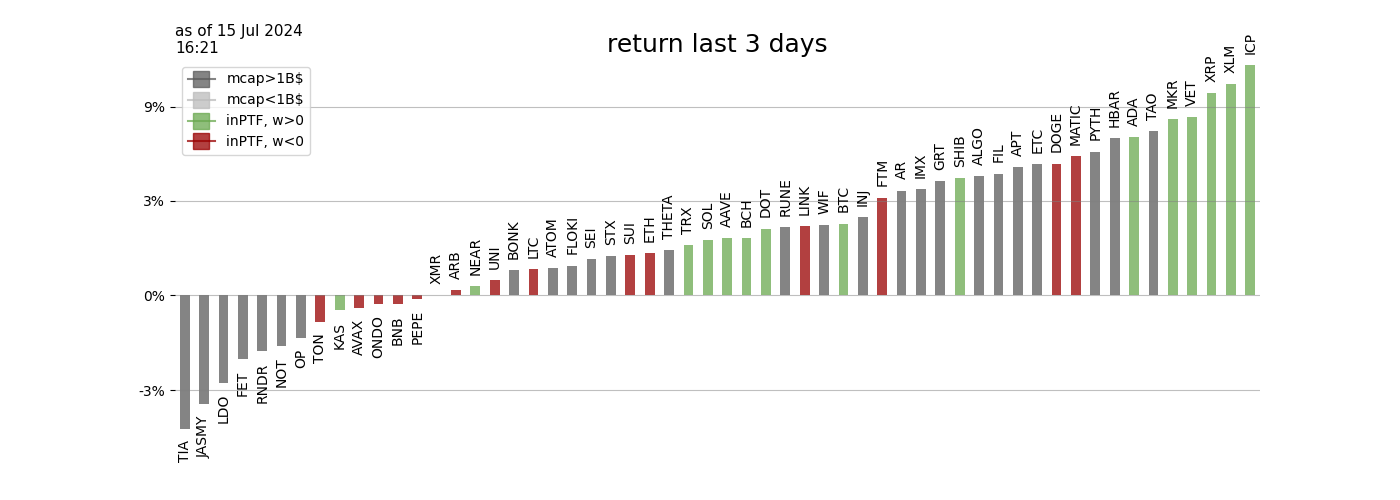 as of 15 Jul 2024
16:21
return last 3 days
mcap>1B$
mcap<1B$
inPTF, w>0
inPTF, w<0
9%
3%
0%
-3%
TIA
JASMY
LDO
FET
RNDR
NOT
OP
TON
KAS
AVAX
ONDO
BNB
PEPE
XMR
ARB
NEAR
UNI
BONK
LTC
ATOM
FLOKI
SEI
STX
SUI
ETH
THETA
TRX
SOL
AAVE
BCH
DOT
RUNE
LINK
WIF
BTC
INJ
FTM
AR
IMX
GRT
SHIB
ALGO
FIL
APT
ETC
DOGE
MATIC
PYTH
HBAR
ADA
TAO
MKR
VET
XRP
XLM
ICP